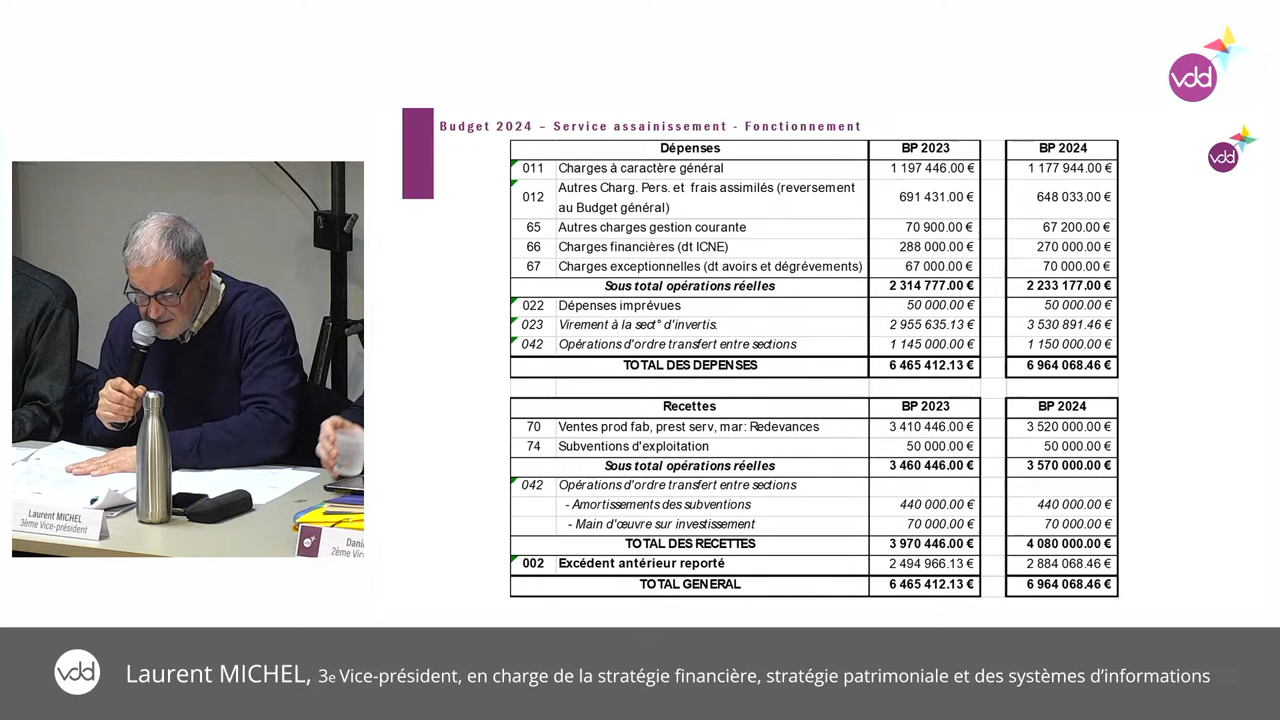 vdd
vdd
Budget 2024 – Service assainissement - Fonctionnement
Dépenses BP 2023 BP 2024
011 Charges à caractère général 1 197 446.00 € 1 177 944.00 €
012 Autres Charg. Pers. et frais assimilés (reversement
au Budget général) 691 431.00 € 648 033.00 €
65 Autres charges gestion courante 70 900.00 € 67 200.00 €
66 Charges financières (dt ICNE) 288 000.00 € 270 000.00 €
67 Charges exceptionnelles (dt avoirs et dégrévements) 67 000.00 € 70 000.00 €
Sous total opérations réelles 2 314 777.00 € 2 233 177.00 €
022 Dépenses imprévues 50 000.00 € 50 000.00 €
023 Virement à la sect° d'invertis. 2 955 635.13 € 3 530 891.46 €
042 Opérations d'ordre transfert entre sections 1 145 000.00 € 1 150 000.00 €
TOTAL DES DEPENSES 6 465 412.13 € 6 964 068.46 €
Recettes BP 2023 BP 2024
70 Ventes prod fab, prest serv, mar: Redevances 3 410 446.00 € 3 520 000.00 €
74 Subventions d'exploitation 50 000.00 € 50 000.00 €
Sous total opérations réelles 3 460 446.00 € 3 570 000.00 €
042 Opérations d'ordre transfert entre sections
- Amortissements des subventions 440 000.00 € 440 000.00 €
- Main d'œuvre sur investissement 70 000.00 € 70 000.00 €
TOTAL DES RECETTES 3 970 446.00 € 4 080 000.00 €
002 Excédent antérieur reporté 2 494 966.13 € 2 884 068.46 €
TOTAL GENERAL 6 465 412.13 € 6 964 068.46 €
Laurent MICHEL
3ème Vice-président
Dani
2ème Vic
vdd Laurent MICHEL, 3e Vice-président, en charge de la stratégie financière, stratégie patrimoniale et des systèmes d'informations